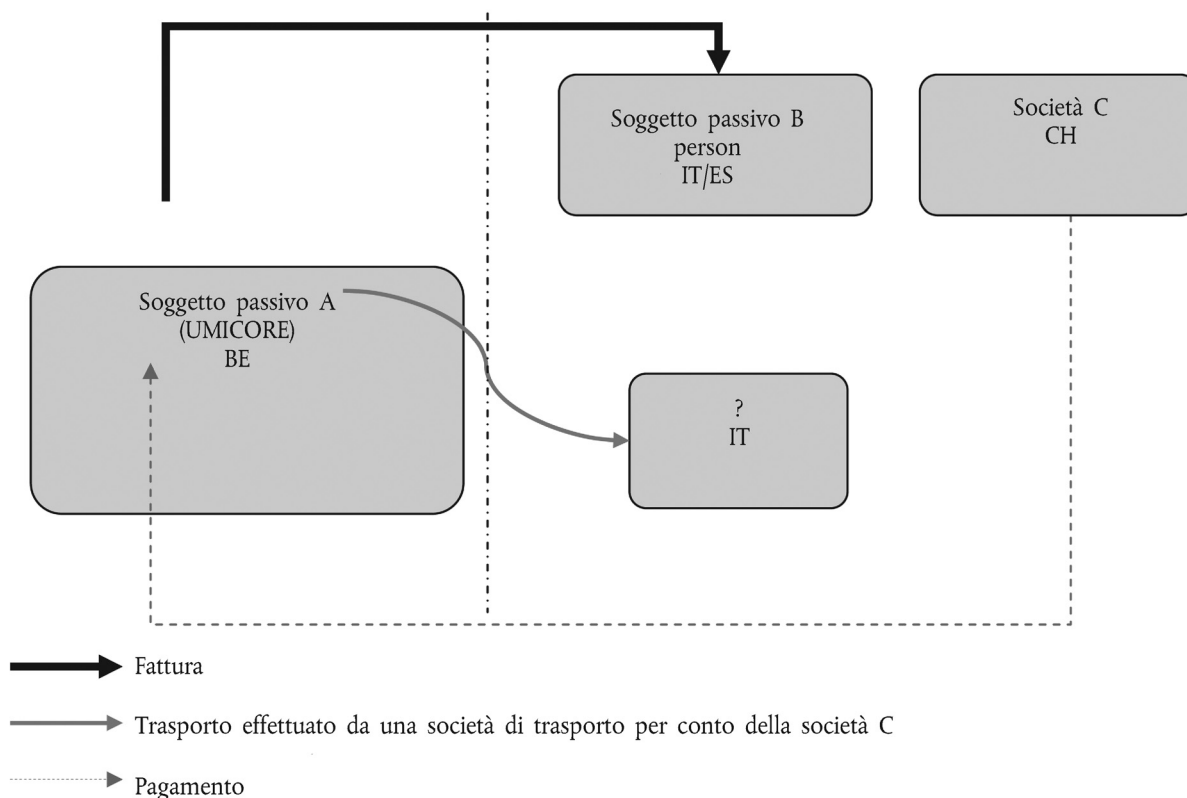 Soggetto passivo B
person
IT/ES
Società C
CH
Soggetto passivo A
(UMICORE)
BE
?
IT
Fattura
Trasporto effettuato da una società di trasporto per conto della società C
Pagamento